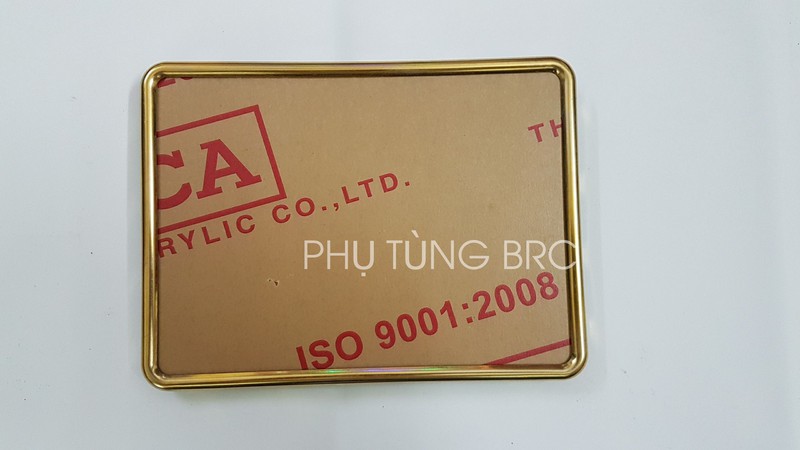 CA
TH
RYLIC CO.,LTD.
PHỤ TÙNG BRC
ISO 9001:2008